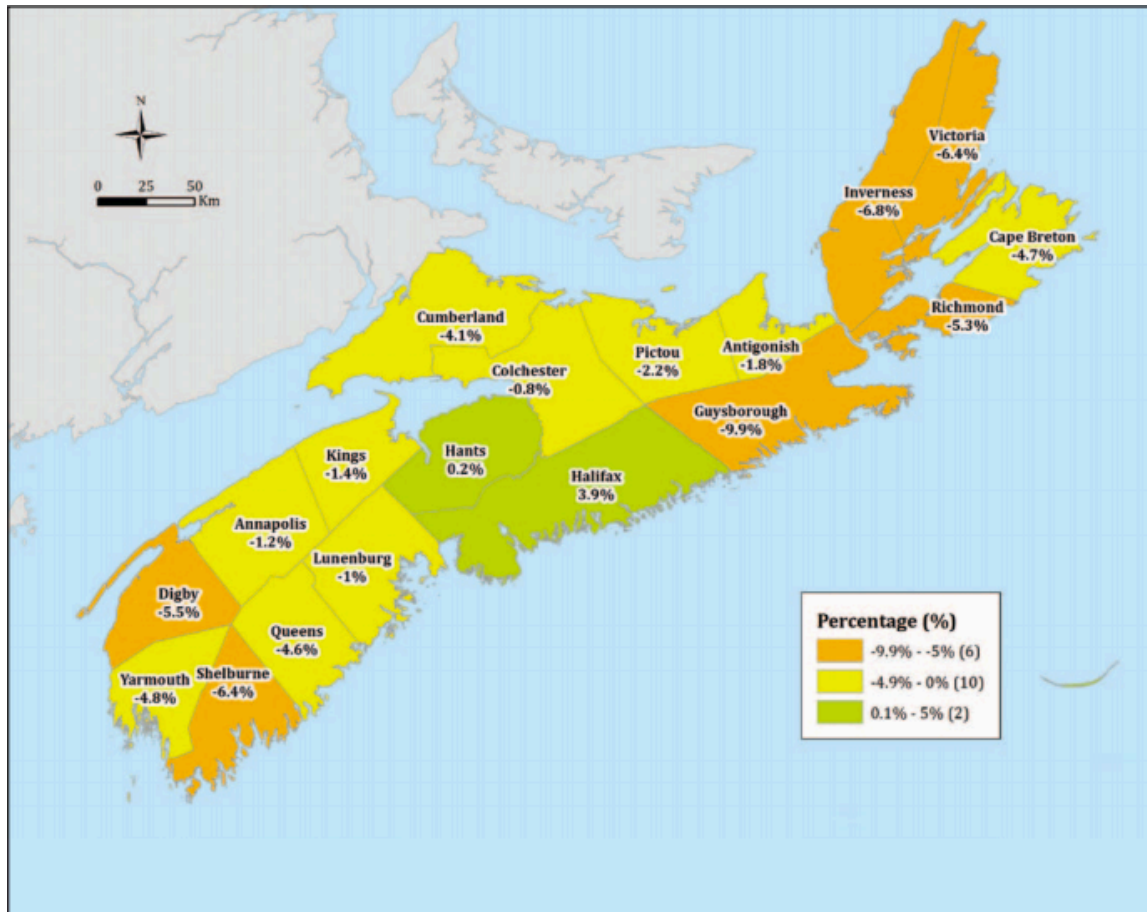 N
0 25 50
Km
Victoria
-6.4%
Inverness
-6.8%
Cape Breton
-4.7%
Richmond
-5.3%
Cumberland
-4.1%
Colchester
-0.8%
Pictou
-2.2%
Antigonish
-1.8%
Guysborough
-9.9%
Hants
0.2%
Halifax
3.9%
Kings
-1.4%
Annapolis
-1.2%
Lunenburg
-1%
Digby
-5.5%
Queens
-4.6%
Yarmouth
-4.8%
Shelburne
-6.4%
Percentage (%)
-9.9% - -5% (6)
-4.9% - 0% (10)
0.1% - 5% (2)